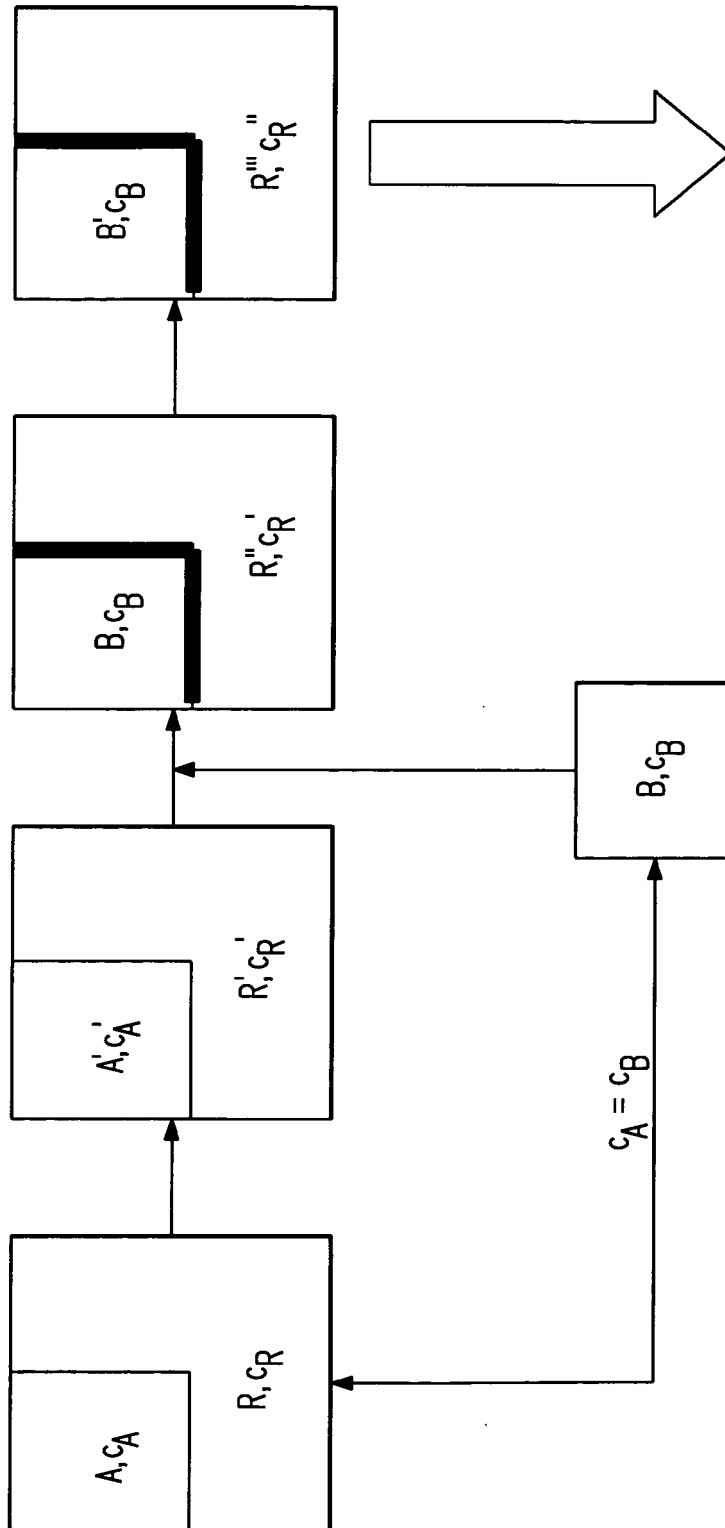 A,c_A
A',c_A'
B,c_B
B',c_B
R,c_R
R',c_R'
R'',c_R'
R''',c_R''
c_A = c_B
B,c_B